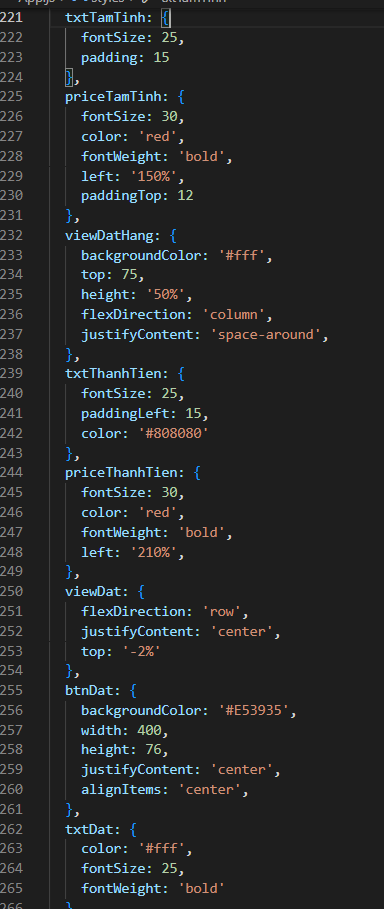 221 txtTamTinh: {
222 fontSize: 25,
223 padding: 15
224 },
225 priceTamTinh: {
226 fontSize: 30,
227 color: 'red',
228 fontWeight: 'bold',
229 left: '150%',
230 paddingTop: 12
231 },
232 viewDatHang: {
233 backgroundColor: '#fff',
234 top: 75,
235 height: '50%',
236 flexDirection: 'column',
237 justifyContent: 'space-around',
238 },
239 txtThanhTien: {
240 fontSize: 25,
241 paddingLeft: 15,
242 color: '#808080'
243 },
244 priceThanhTien: {
245 fontSize: 30,
246 color: 'red',
247 fontWeight: 'bold',
248 left: '210%',
249 },
250 viewDat: {
251 flexDirection: 'row',
252 justifyContent: 'center',
253 top: '-2%'
254 },
255 btnDat: {
256 backgroundColor: '#E53935',
257 width: 400,
258 height: 76,
259 justifyContent: 'center',
260 alignItems: 'center',
261 },
262 txtDat: {
263 color: '#fff',
264 fontSize: 25,
265 fontWeight: 'bold'
266 }